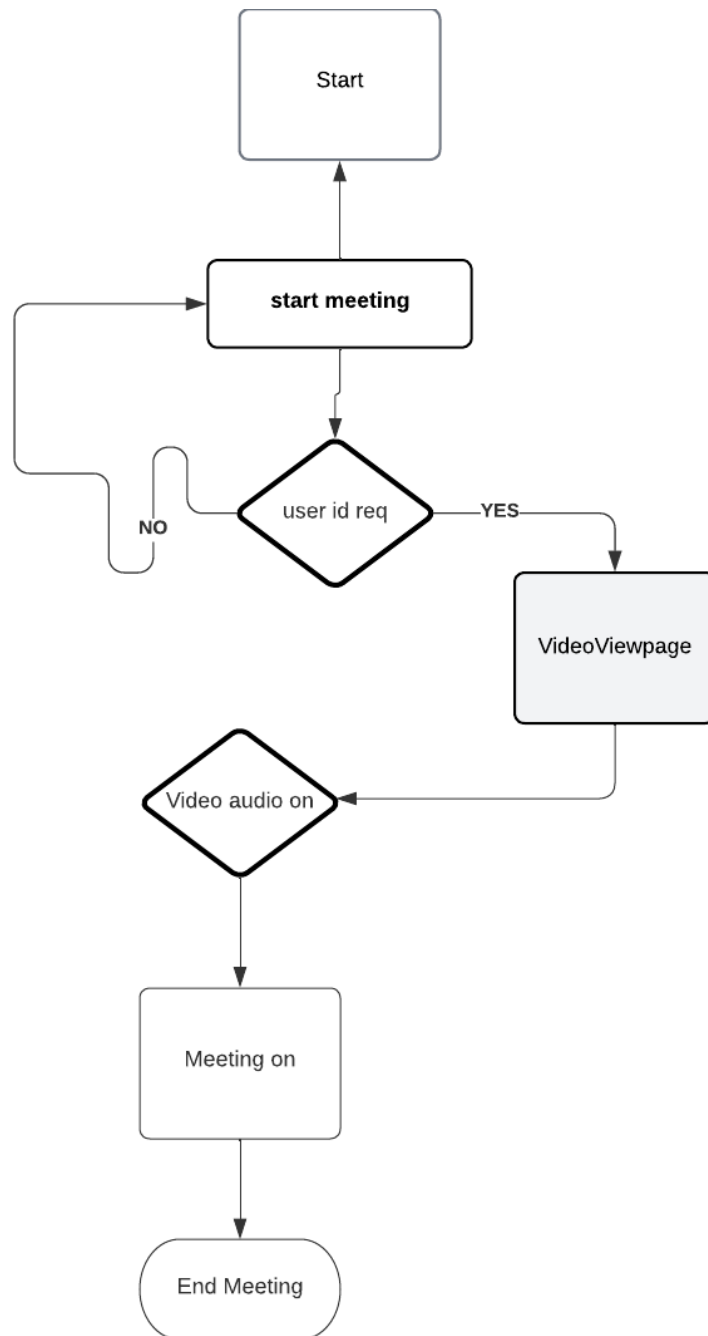 Start
start meeting
user id req
NO
YES
VideoViewpage
Video audio on
Meeting on
End Meeting